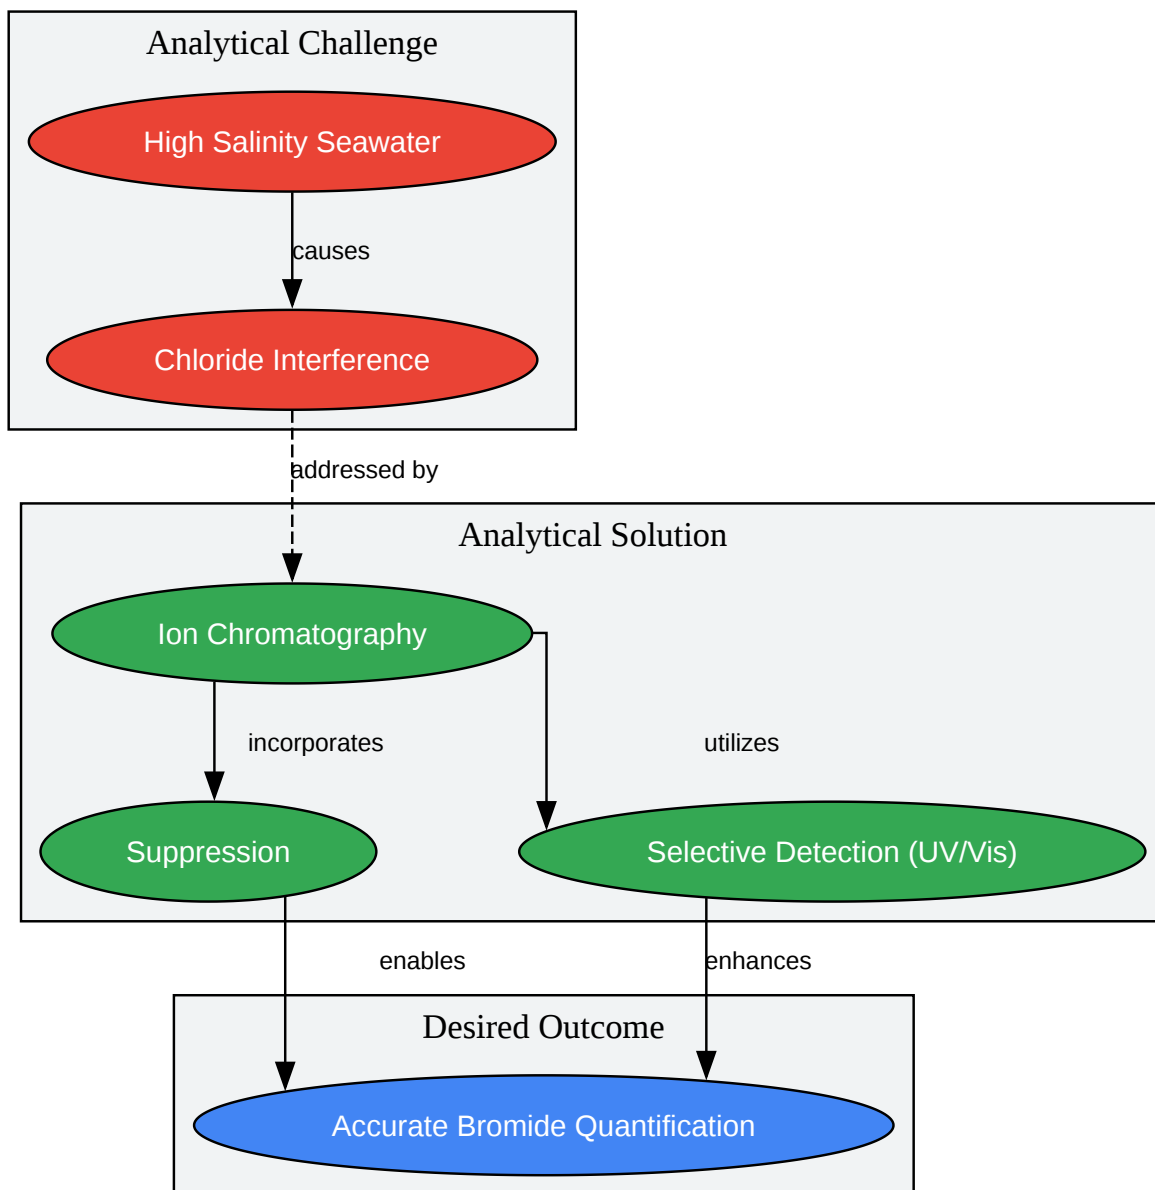 Analytical Challenge
High Salinity Seawater
causes
Chloride Interference
addressed by
Analytical Solution
Ion Chromatography
incorporates
utilizes
Suppression
Selective Detection (UV/Vis)
enables
enhances
Desired Outcome
Accurate Bromide Quantification